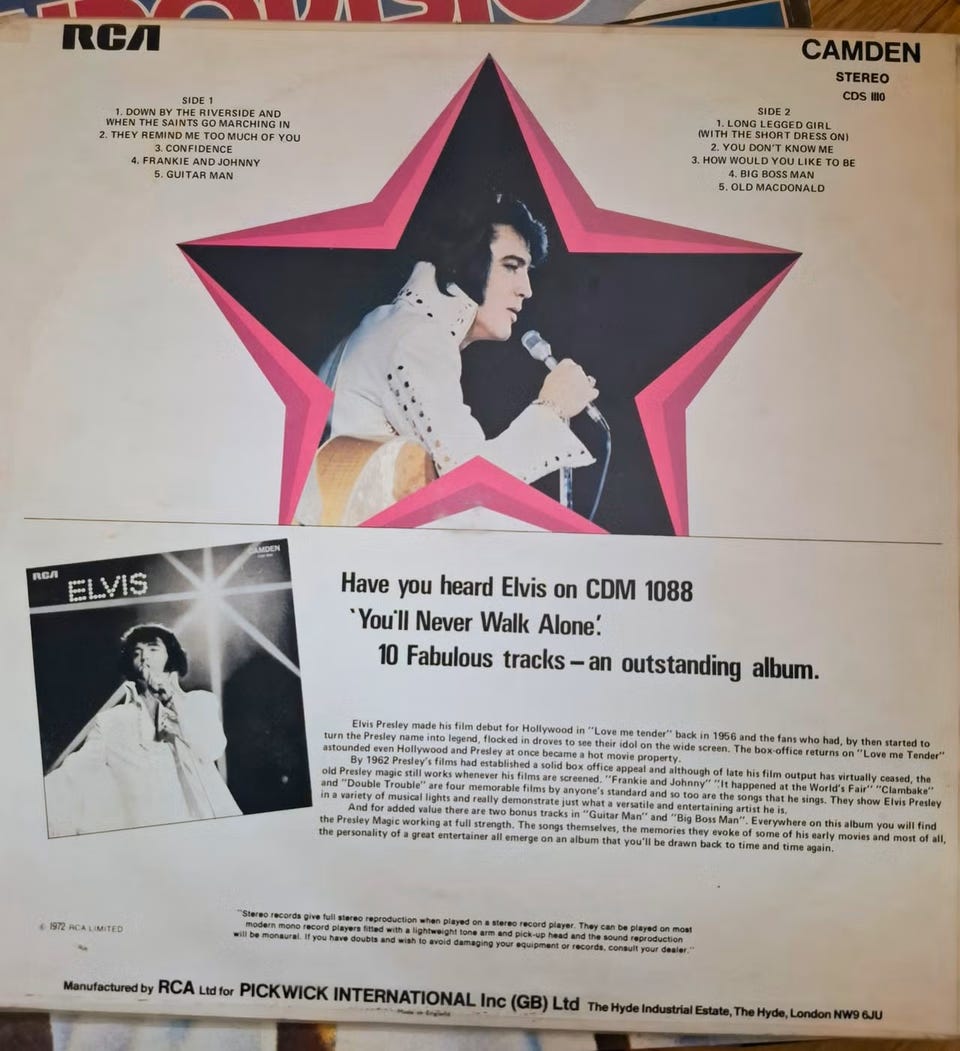 RCA
CAMDEN
STEREO
CDS 1110
SIDE 1
1. DOWN BY THE RIVERSIDE AND
WHEN THE SAINTS GO MARCHING IN
2. THEY REMIND ME TOO MUCH OF YOU
3. CONFIDENCE
4. FRANKIE AND JOHNNY
5. GUITAR MAN
SIDE 2
1. LONG LEGGED GIRL
(WITH THE SHORT DRESS ON)
2. YOU DON'T KNOW ME
3. HOW WOULD YOU LIKE TO BE
4. BIG BOSS MAN
5. OLD MACDONALD
RCA
CAMDEN
ELVIS
Have you heard Elvis on CDM 1088
'You'll Never Walk Alone'.
10 Fabulous tracks – an outstanding album.
Elvis Presley made his film debut for Hollywood in "Love me tender" back in 1956 and the fans who had, by then started to
turn the Presley name into legend, flocked in droves to see their idol on the wide screen. The box-office returns on "Love me Tender"
astounded even Hollywood and Presley at once became a hot movie property.
By 1962 Presley's films had established a solid box office appeal and although of late his film output has virtually ceased, the
old Presley magic still works whenever his films are screened. "Frankie and Johnny" "It happened at the World's Fair" "Clambake"
and "Double Trouble" are four memorable films by anyone's standard and so too are the songs that he sings. They show Elvis Presley
in a variety of musical lights and really demonstrate just what a versatile and entertaining artist he is.
And for added value there are two bonus tracks in "Guitar Man" and "Big Boss Man". Everywhere on this album you will find
the Presley Magic working at full strength. The songs themselves, the memories they evoke of some of his early movies and most of all,
the personality of a great entertainer all emerge on an album that you'll be drawn back to time and time again.
"Stereo records give full stereo reproduction when played on a stereo record player. They can be played on most
modern mono record players fitted with a lightweight tone arm and pick-up head and the sound reproduction
will be monaural. If you have doubts and wish to avoid damaging your equipment or records, consult your dealer."
© 1972 RCA LIMITED
Manufactured by RCA Ltd for PICKWICK INTERNATIONAL Inc (GB) Ltd The Hyde Industrial Estate, The Hyde, London NW9 6JU
Made in England